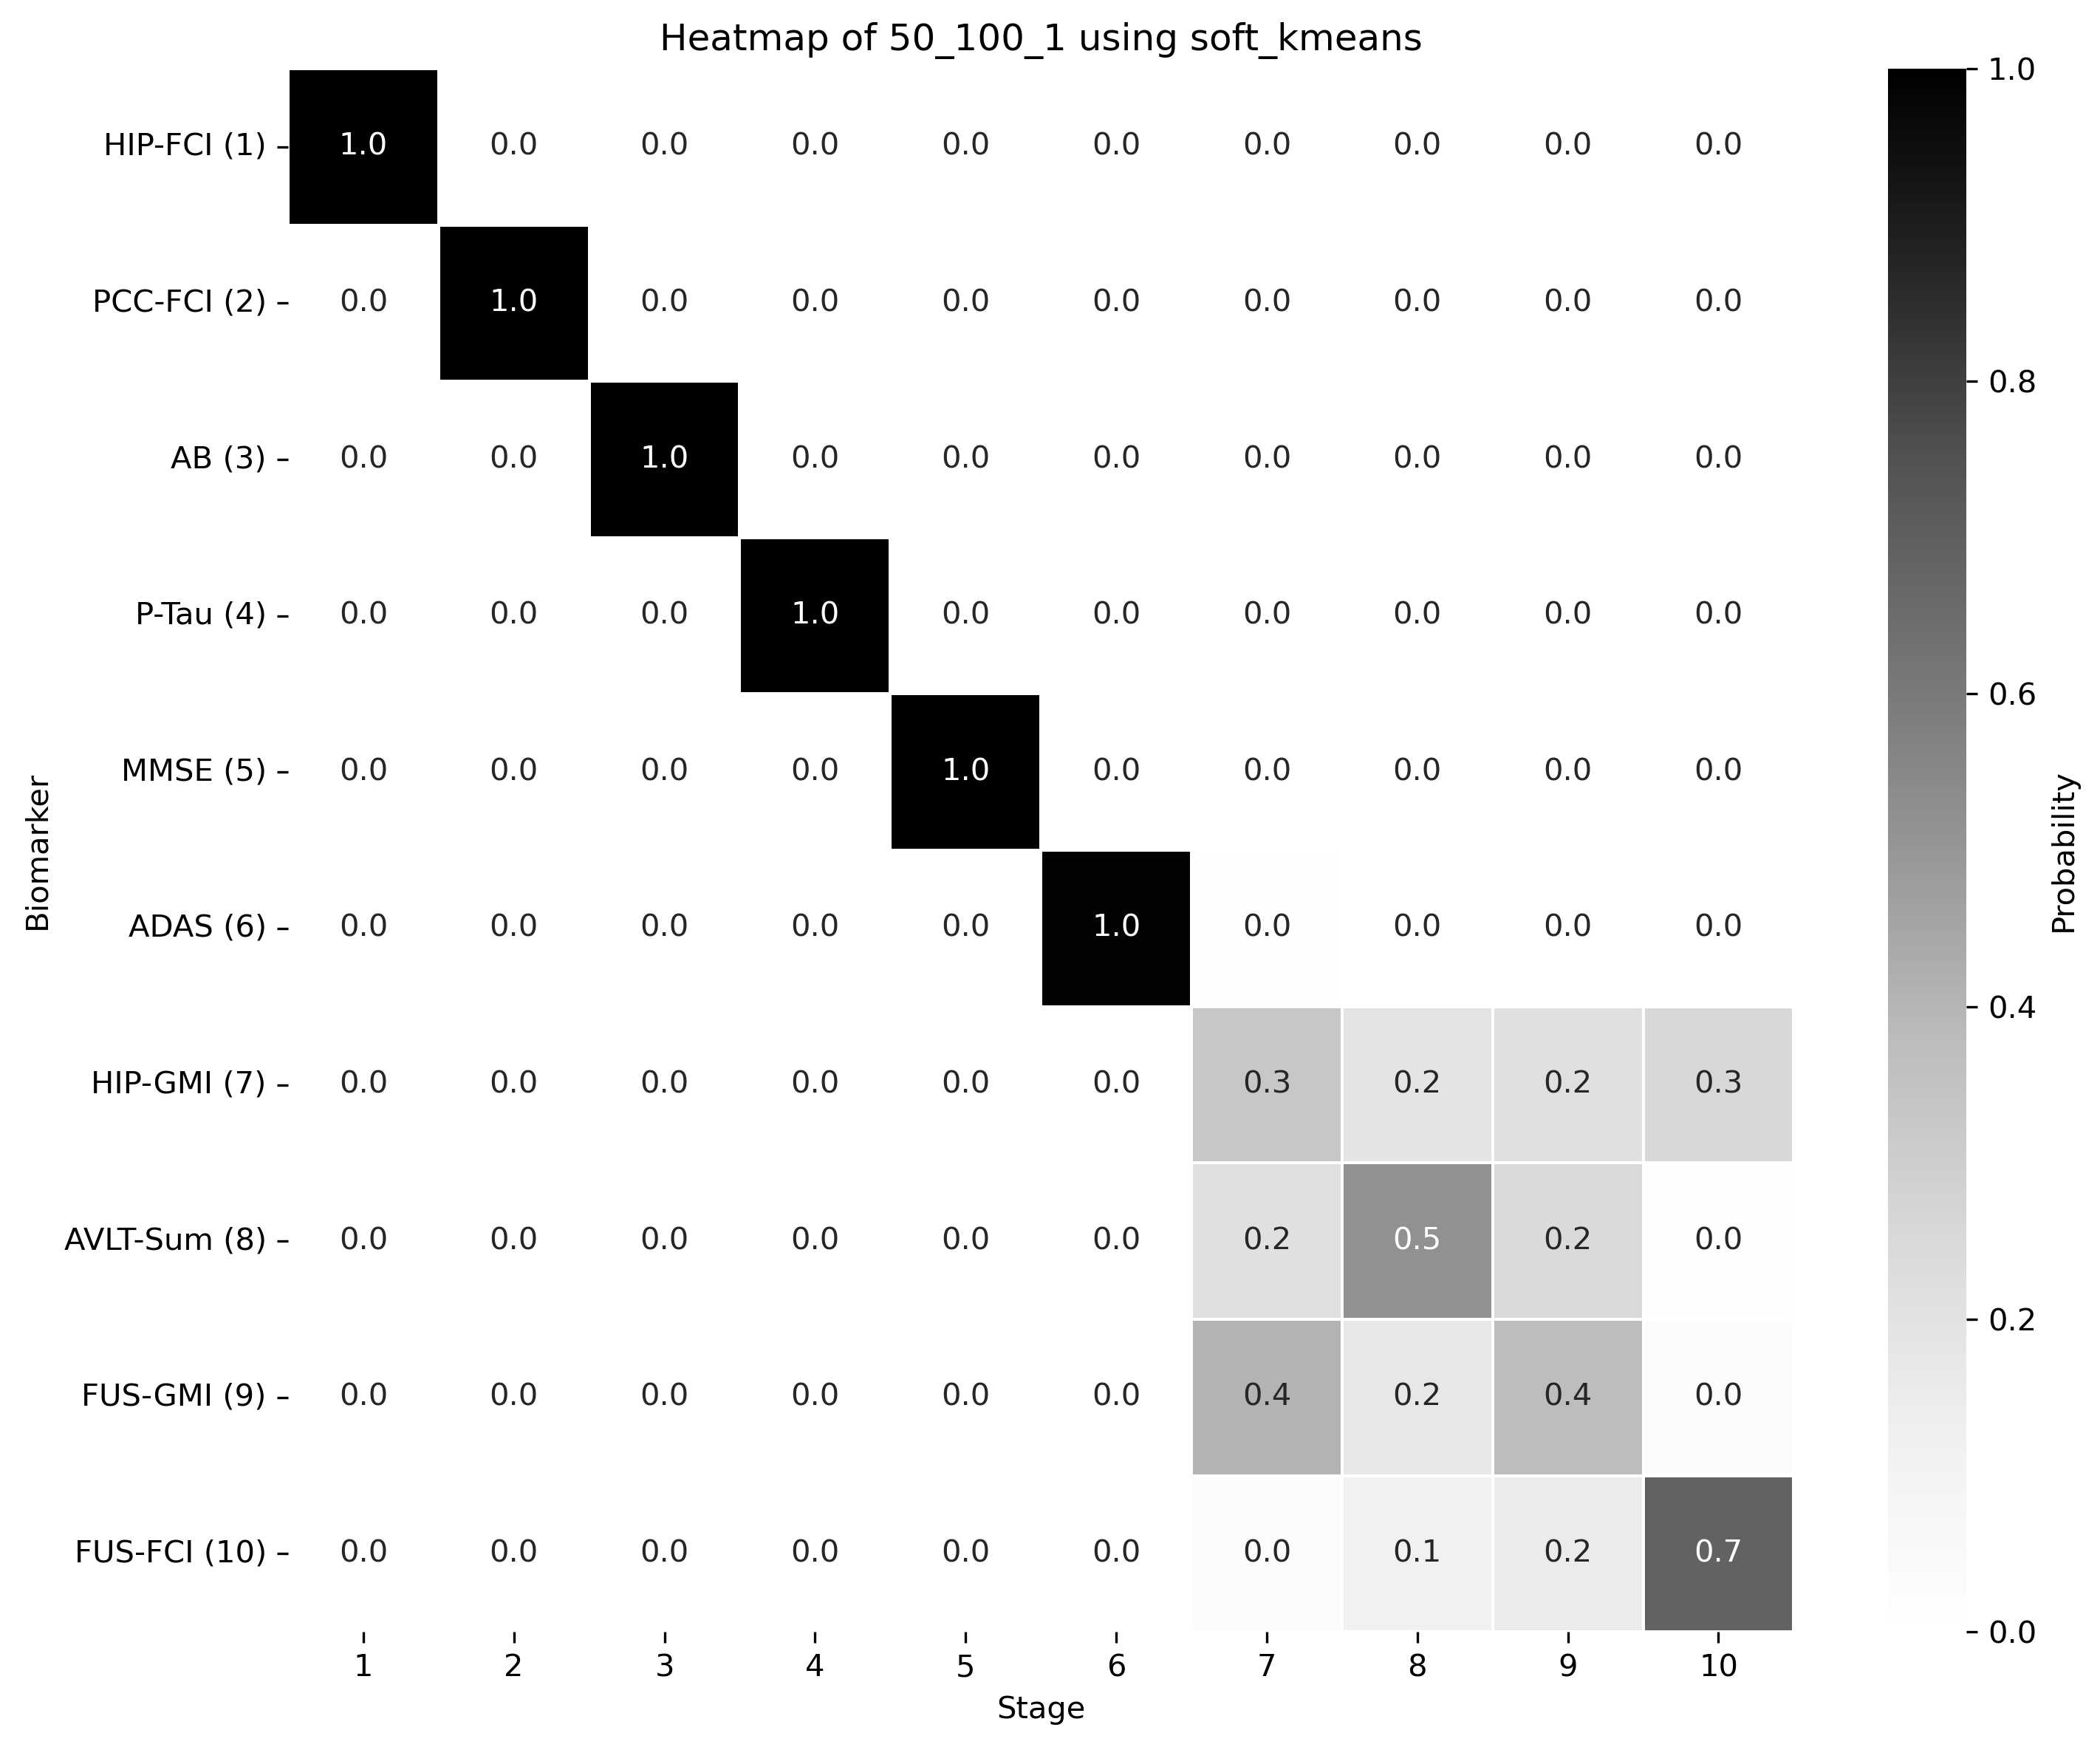 Heatmap of 50_100_1 using soft_kmeans
HIP-FCI (1) 1.0 0.0 0.0 0.0 0.0 0.0 0.0 0.0 0.0 0.0
PCC-FCI (2) 0.0 1.0 0.0 0.0 0.0 0.0 0.0 0.0 0.0 0.0
AB (3) 0.0 0.0 1.0 0.0 0.0 0.0 0.0 0.0 0.0 0.0
P-Tau (4) 0.0 0.0 0.0 1.0 0.0 0.0 0.0 0.0 0.0 0.0
MMSE (5) 0.0 0.0 0.0 0.0 1.0 0.0 0.0 0.0 0.0 0.0
ADAS (6) 0.0 0.0 0.0 0.0 0.0 1.0 0.0 0.0 0.0 0.0
HIP-GMI (7) 0.0 0.0 0.0 0.0 0.0 0.0 0.3 0.2 0.2 0.3
AVLT-Sum (8) 0.0 0.0 0.0 0.0 0.0 0.0 0.2 0.5 0.2 0.0
FUS-GMI (9) 0.0 0.0 0.0 0.0 0.0 0.0 0.4 0.2 0.4 0.0
FUS-FCI (10) 0.0 0.0 0.0 0.0 0.0 0.0 0.0 0.1 0.2 0.7
1 2 3 4 5 6 7 8 9 10
Stage
Biomarker
1.0
0.8
0.6
0.4
0.2
0.0
Probability